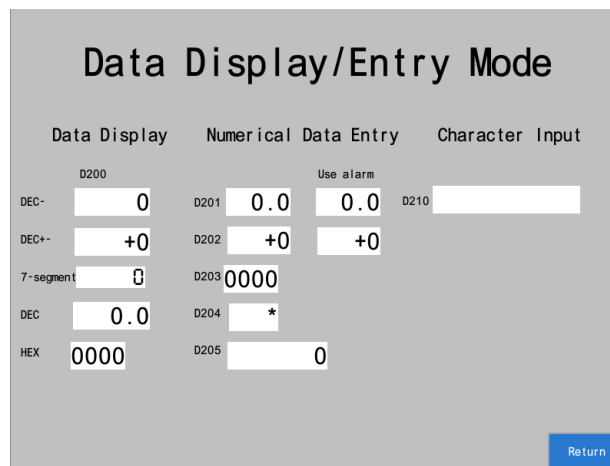 Data Display/Entry Mode
Data Display Numerical Data Entry Character Input
D200 Use alarm
DEC- 0 D201 0.0 0.0 D210
DEC+- +0 D202 +0 +0
7-segment 0 D203 0000
DEC 0.0 D204 *
HEX 0000 D205 0
Return